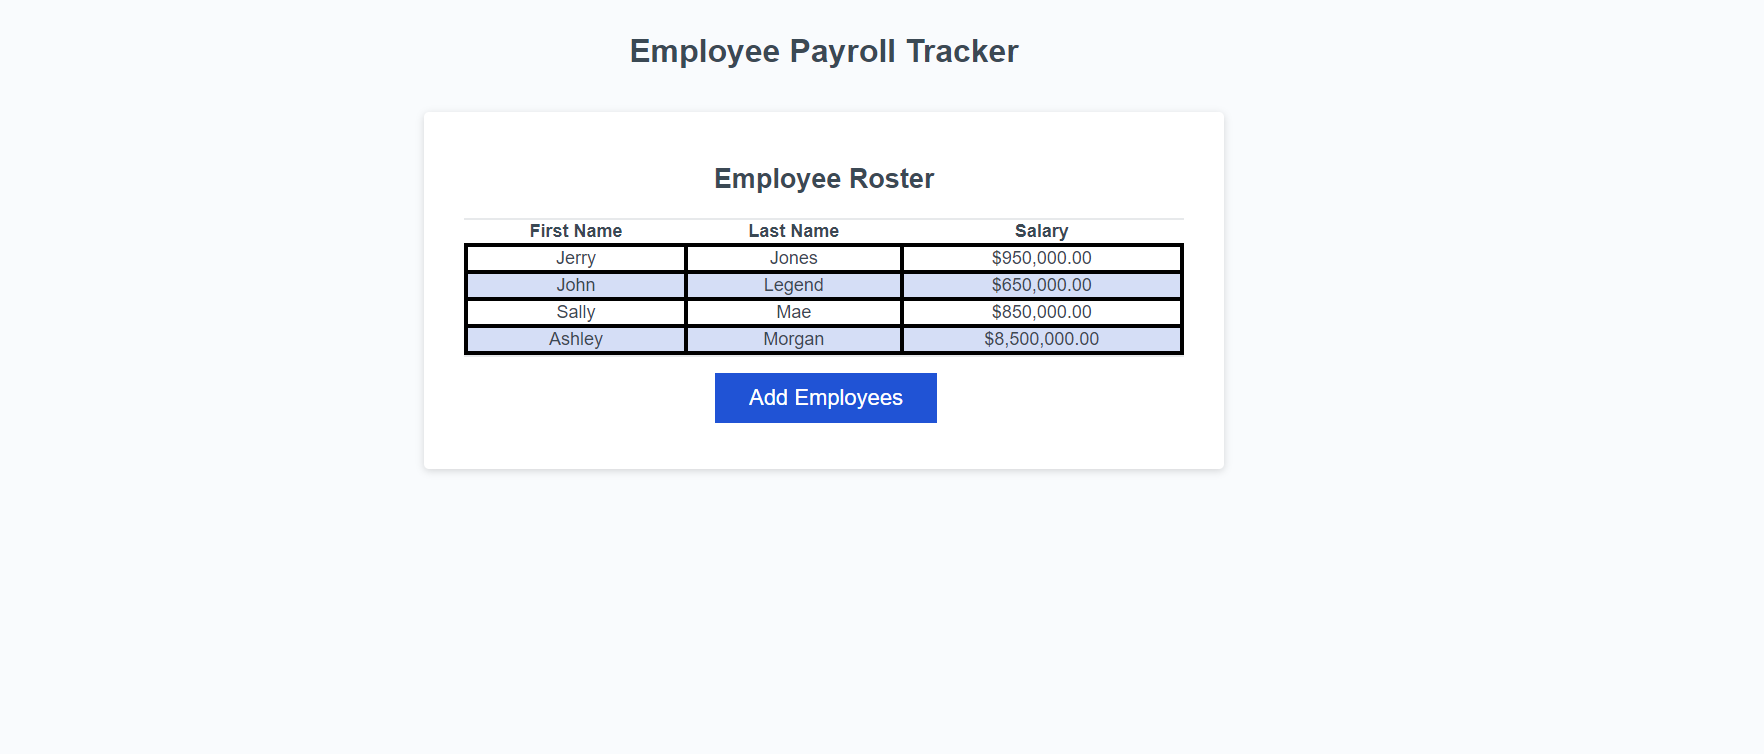 Employee Payroll Tracker
Employee Roster
First Name Last Name Salary
Jerry Jones $950,000.00
John Legend $650,000.00
Sally Mae $850,000.00
Ashley Morgan $8,500,000.00
Add Employees